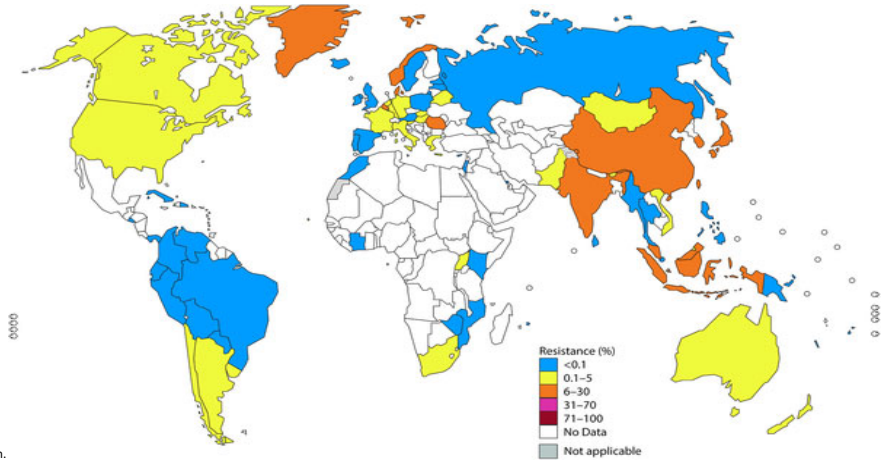 Resistance (%)
<0.1
0.1–5
6–30
31–70
71–100
No Data
Not applicable
n.